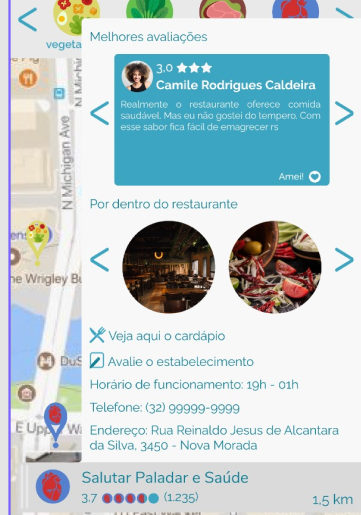 vegeta
Melhores avaliações
3,0
Camile Rodrigues Caldeira
Realmente o restaurante oferece comida
saudável. Mas eu não gostei do tempero. Com
esse sabor fica fácil de emagrecer rs
Amei!
N Michigan Ave
Por dentro do restaurante
he Wrigley Bu
Veja aqui o cardápio
DuS
Avalie o estabelecimento
Horário de funcionamento: 19h - 01h
Telefone: (32) 99999-9999
E Upp
Endereço: Rua Reinaldo Jesus de Alcantara
da Silva, 3450 - Nova Morada
Salutar Paladar e Saúde
3,7 (1.235)
1,5 km